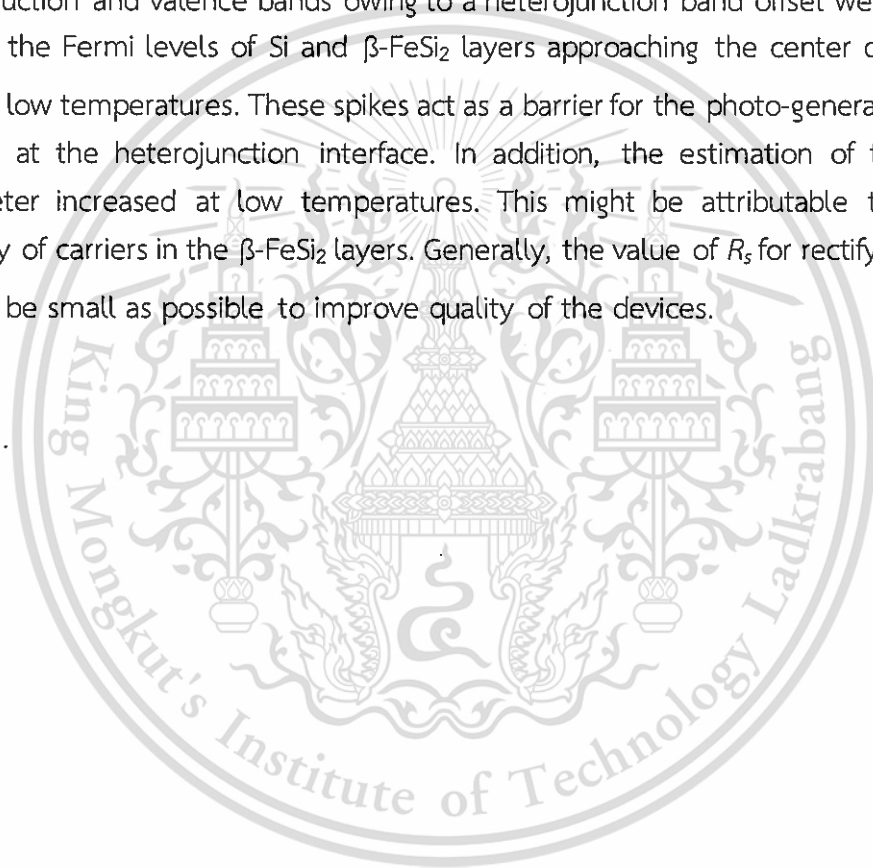 uction and valence bands owing to a heterojunction band offset we
the Fermi levels of Si and β-FeSi₂ layers approaching the center o
low temperatures. These spikes act as a barrier for the photo-genera
at the heterojunction interface. In addition, the estimation of t
eter increased at low temperatures. This might be attributable t
y of carriers in the β-FeSi₂ layers. Generally, the value of Rₛ for rectify
be small as possible to improve quality of the devices.
King Mongkut's Institute of Technology Ladkrabang